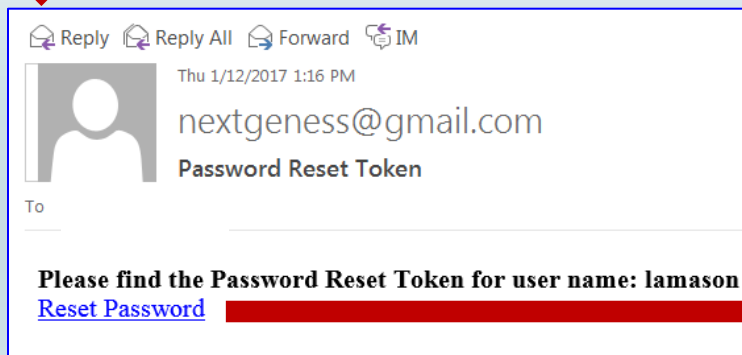 Reply Reply All Forward IM
Thu 1/12/2017 1:16 PM
nextgeness@gmail.com
Password Reset Token
To
Please find the Password Reset Token for user name: lamason
Reset Password